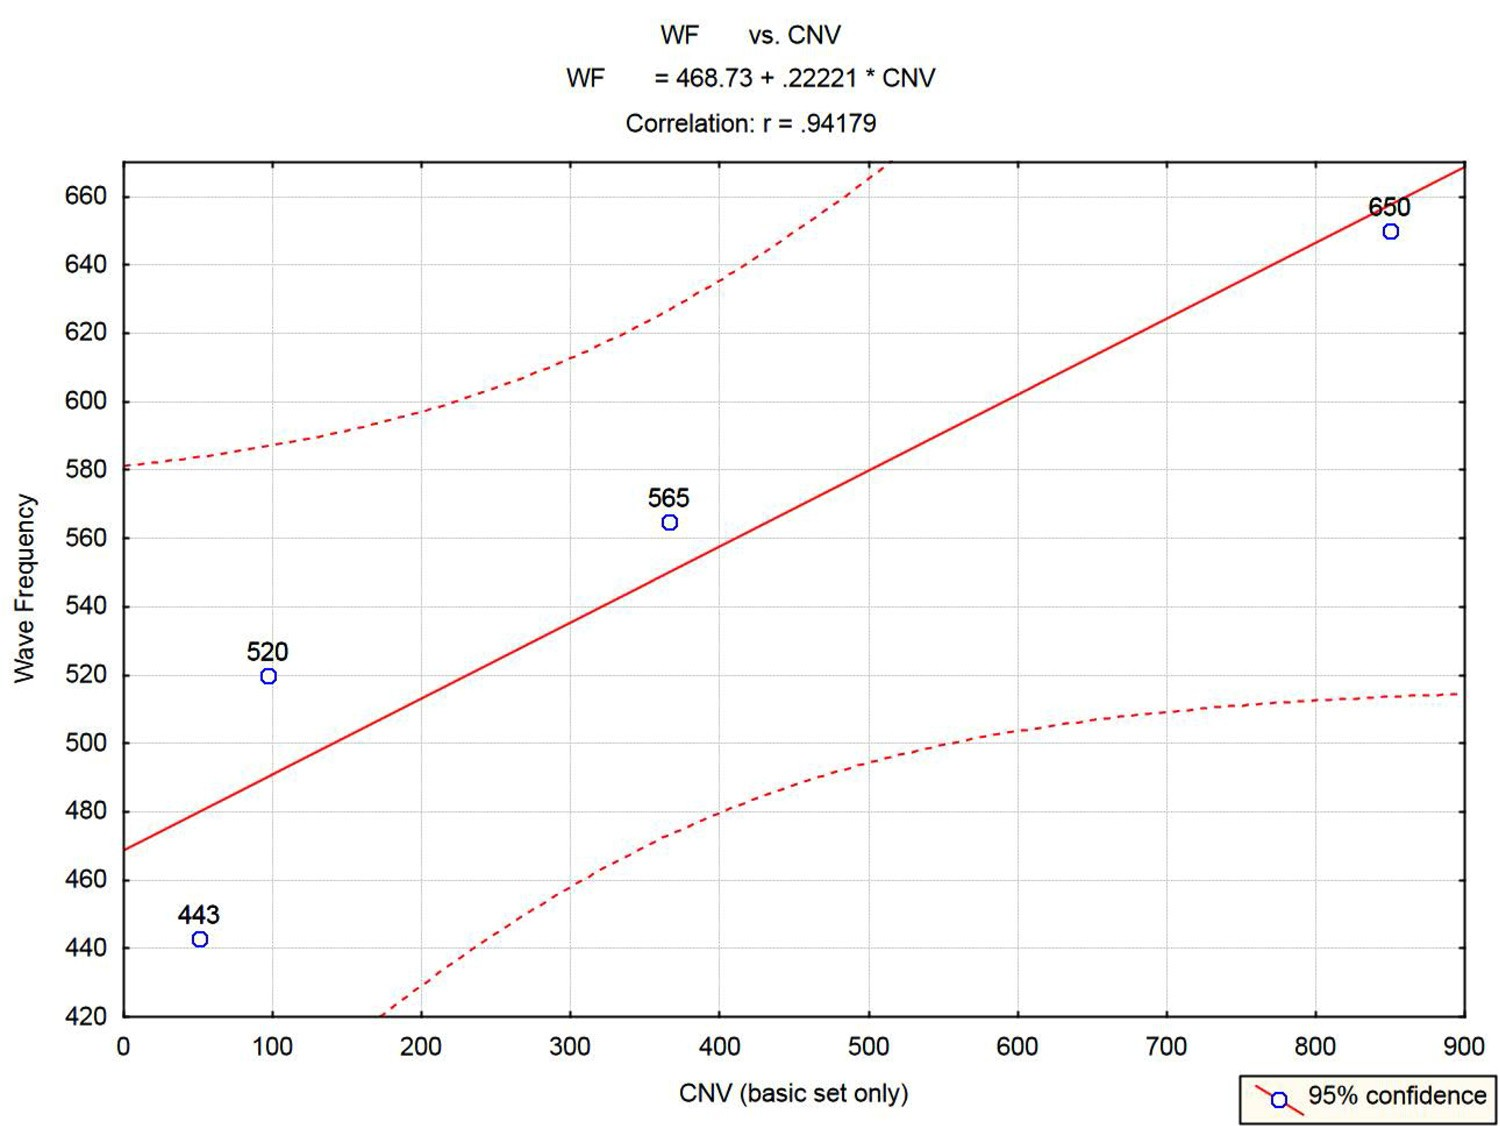 WF vs. CNV
WF = 468.73 + .22221 * CNV
Correlation: r = .94179
660
640
620
600
580
560
540
520
500
480
460
440
420
Wave Frequency
650
565
520
443
0 100 200 300 400 500 600 700 800 900
CNV (basic set only)
95% confidence